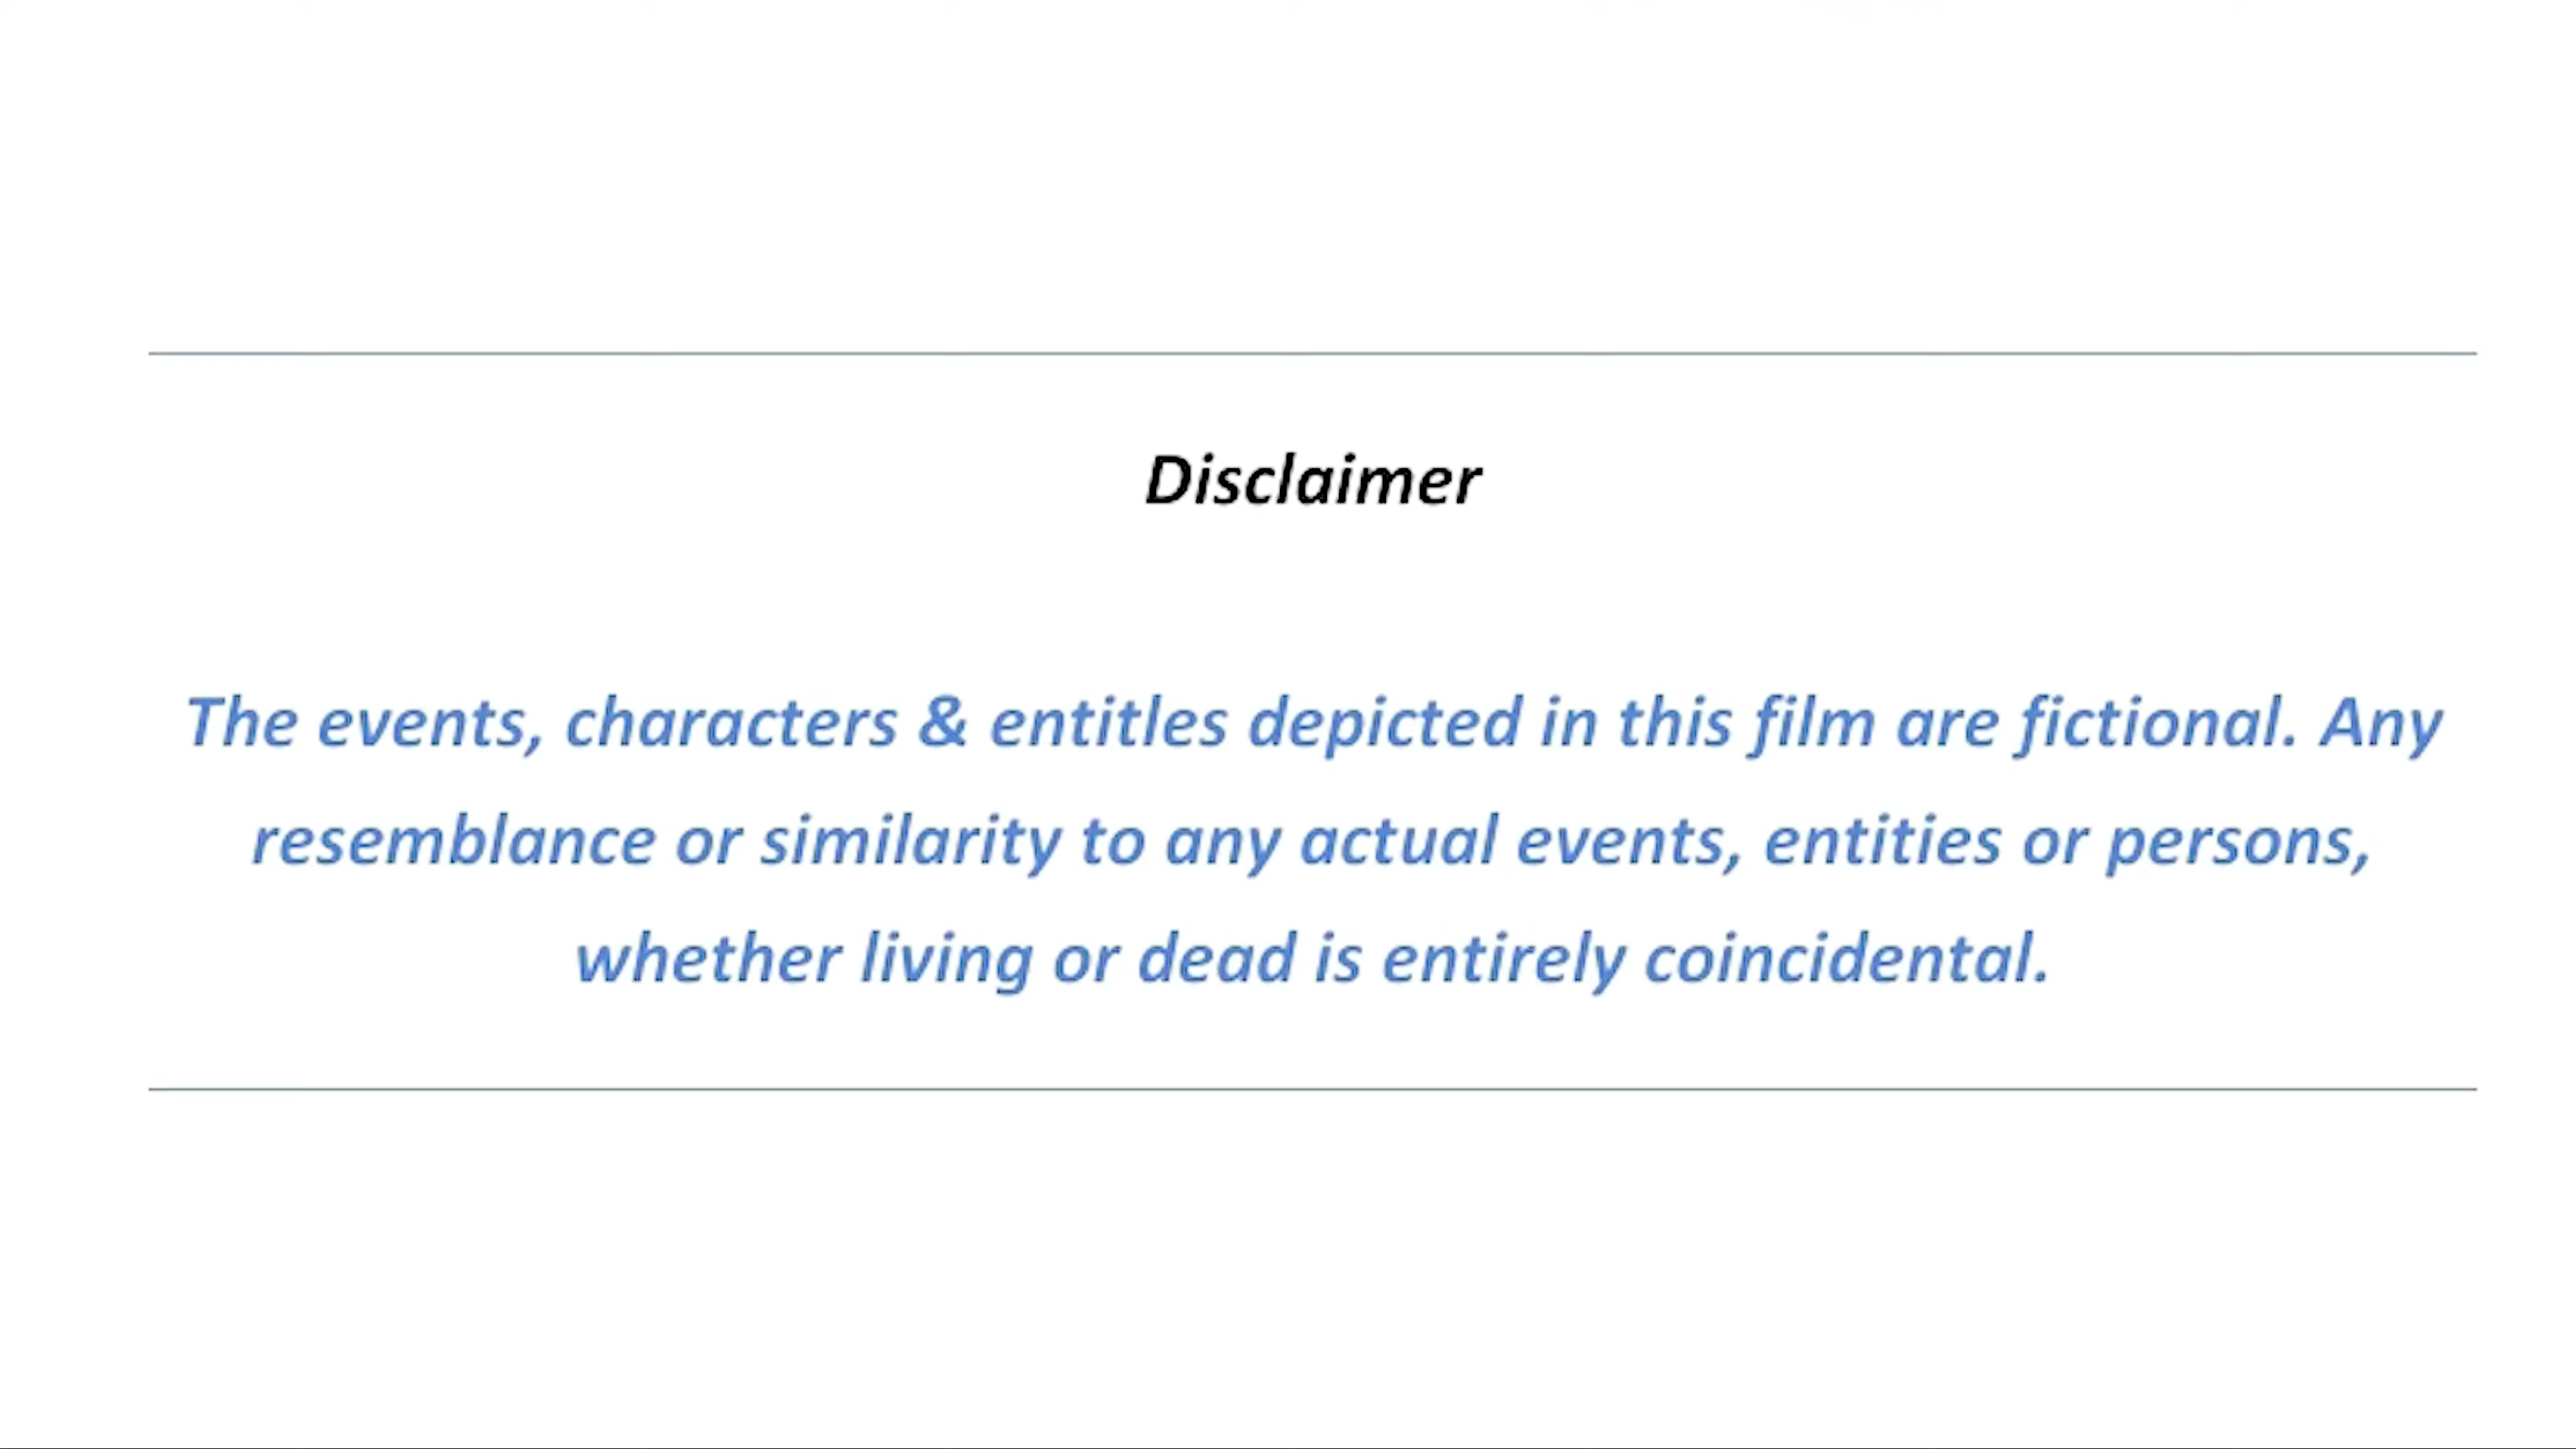 Disclaimer
The events, characters & entitles depicted in this film are fictional. Any
resemblance or similarity to any actual events, entities or persons,
whether living or dead is entirely coincidental.